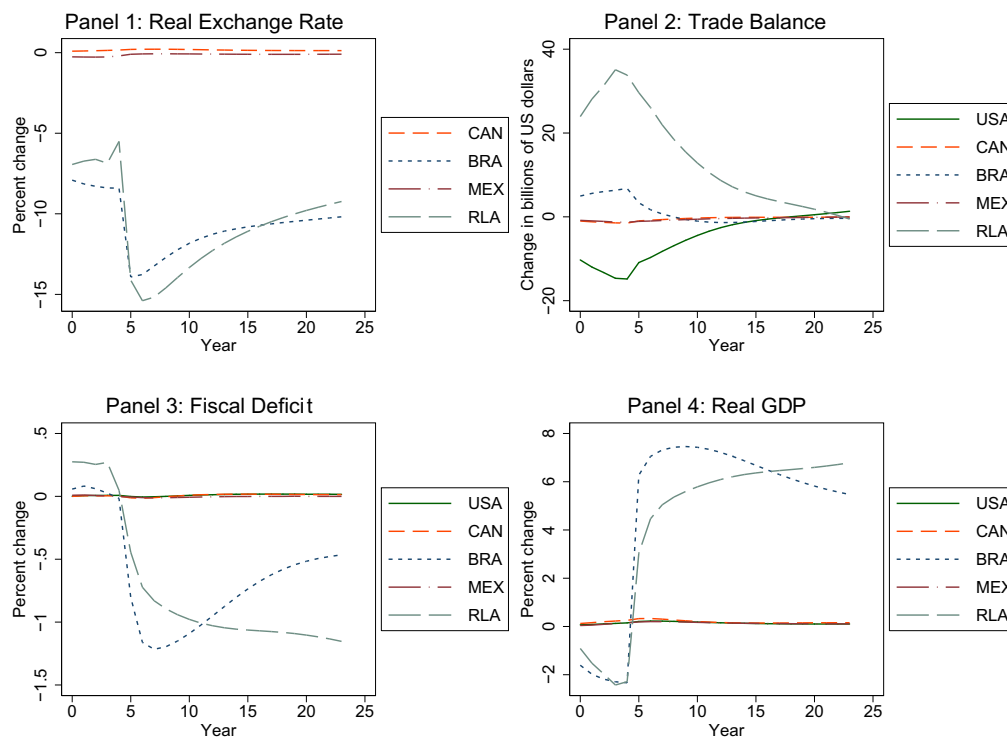 Panel 1: Real Exchange Rate
Percent change
0
−5
−10
−15
0 5 10 15 20 25
Year
CAN
BRA
MEX
RLA
Panel 2: Trade Balance
Change in billions of US dollars
40
20
0
−20
0 5 10 15 20 25
Year
USA
CAN
BRA
MEX
RLA
Panel 3: Fiscal Deficit
Percent change
.5
0
−.5
−1
−1.5
0 5 10 15 20 25
Year
USA
CAN
BRA
MEX
RLA
Panel 4: Real GDP
Percent change
8
6
4
2
0
−2
0 5 10 15 20 25
Year
USA
CAN
BRA
MEX
RLA